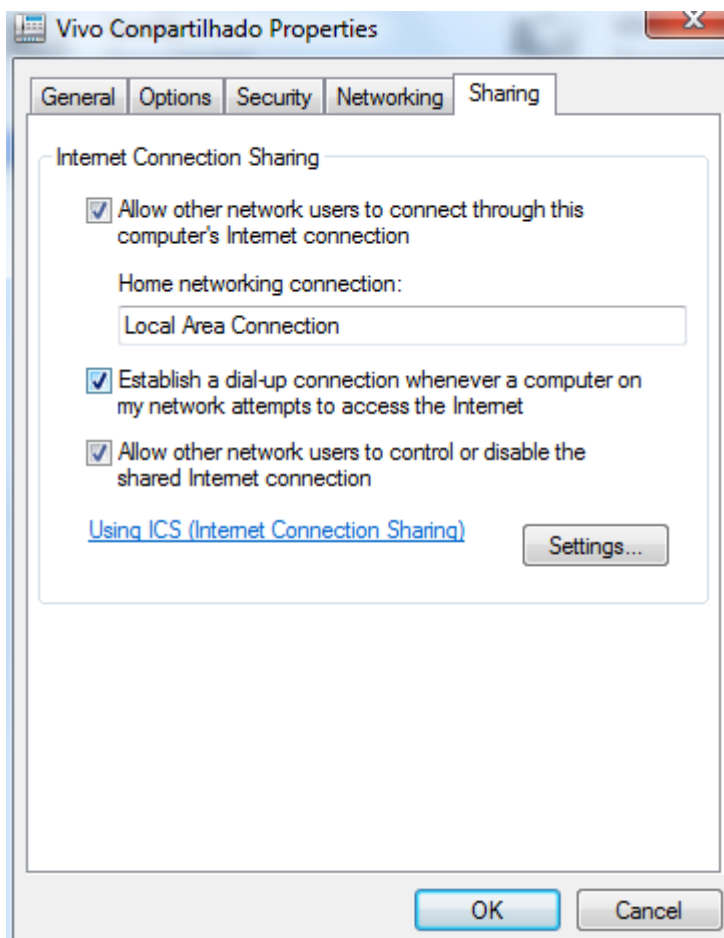 Vivo Conpartilhado Properties
General Options Security Networking Sharing
Internet Connection Sharing
Allow other network users to connect through this
computer's Internet connection
Home networking connection:
Local Area Connection
Establish a dial-up connection whenever a computer on
my network attempts to access the Internet
Allow other network users to control or disable the
shared Internet connection
Using ICS (Internet Connection Sharing)
Settings...
OK Cancel